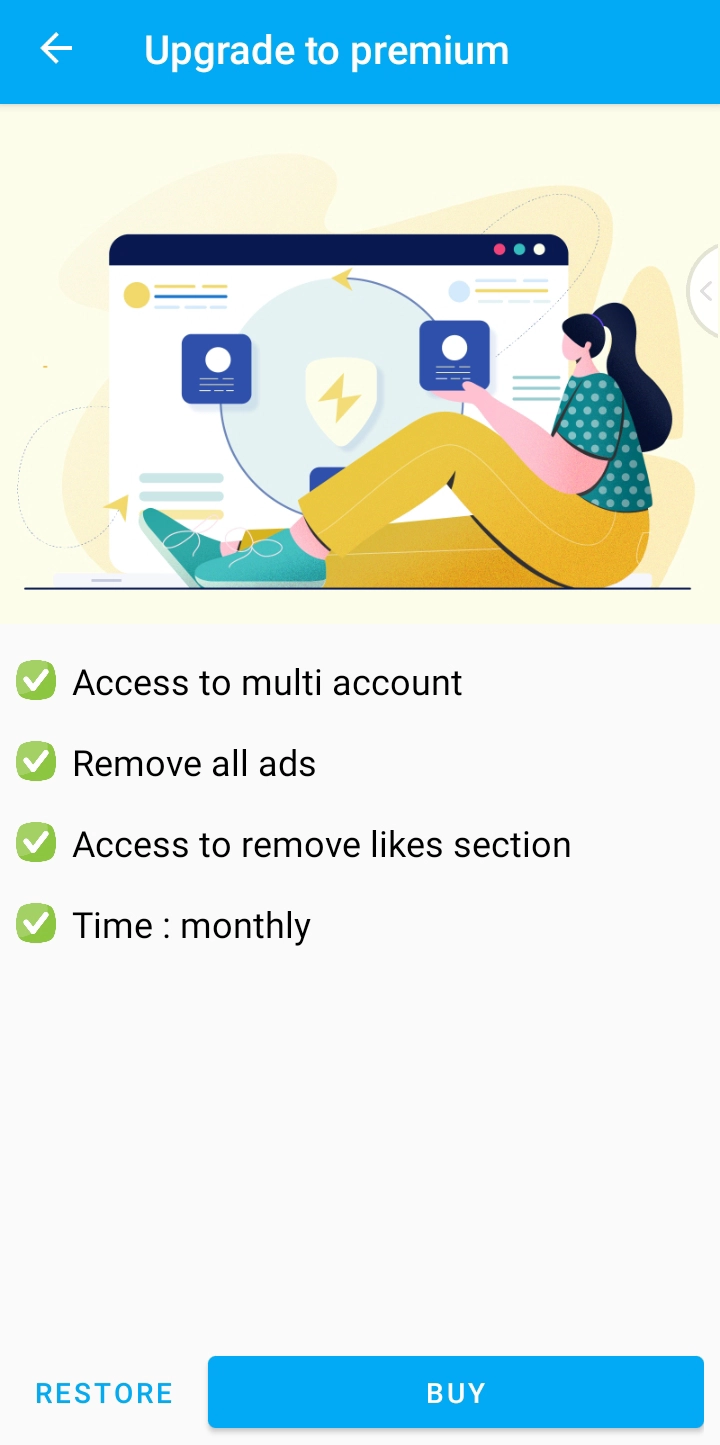 Upgrade to premium
Access to multi account
Remove all ads
Access to remove likes section
Time : monthly
RESTORE
BUY